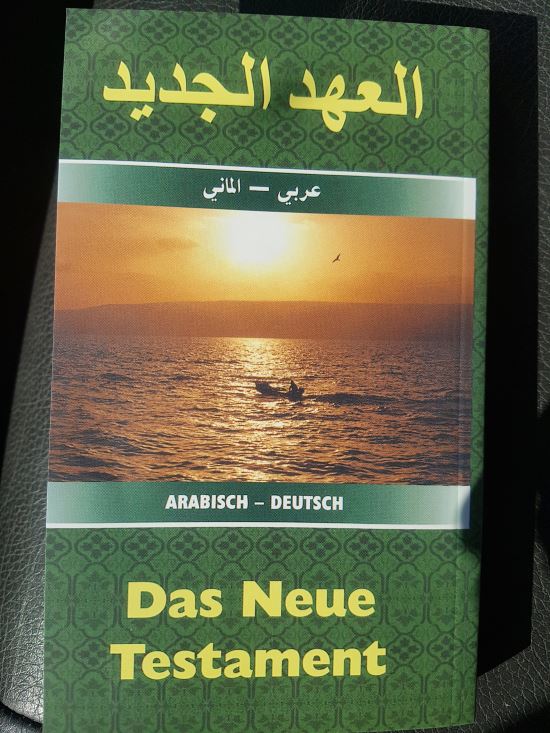 العهد الجديد
عربي – الماني
ARABISCH – DEUTSCH
Das Neue
Testament